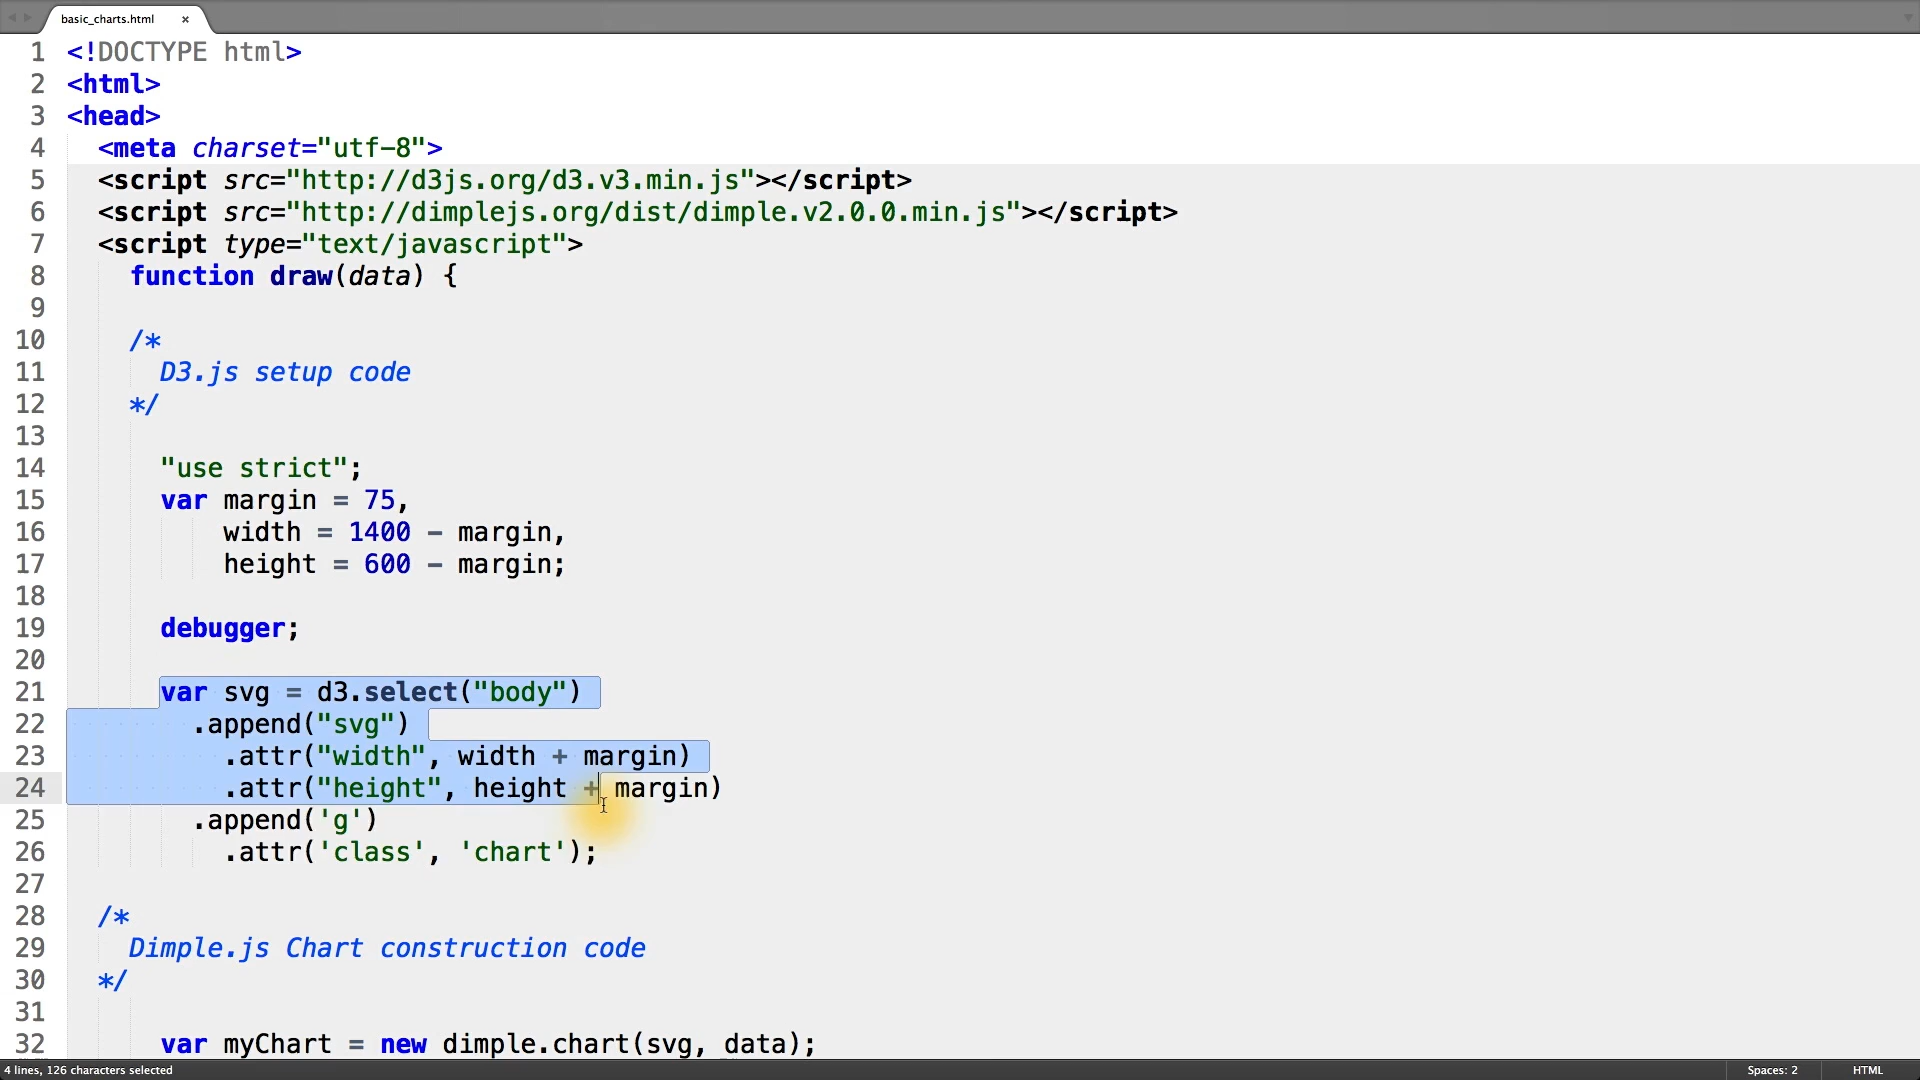 basic_charts.html ×
1 <!DOCTYPE html>
2 <html>
3 <head>
4 <meta charset="utf-8">
5 <script src="http://d3js.org/d3.v3.min.js"></script>
6 <script src="http://dimplejs.org/dist/dimple.v2.0.0.min.js"></script>
7 <script type="text/javascript">
8 function draw(data) {
9
10 /*
11 D3.js setup code
12 */
13
14 "use strict";
15 var margin = 75,
16 width = 1400 - margin,
17 height = 600 - margin;
18
19 debugger;
20
21 var svg = d3.select("body")
22 .append("svg")
23 .attr("width", width + margin)
24 .attr("height", height + margin)
25 .append('g')
26 .attr('class', 'chart');
27
28 /*
29 Dimple.js Chart construction code
30 */
31
32 var myChart = new dimple.chart(svg, data);
4 lines, 126 characters selected Spaces: 2 HTML